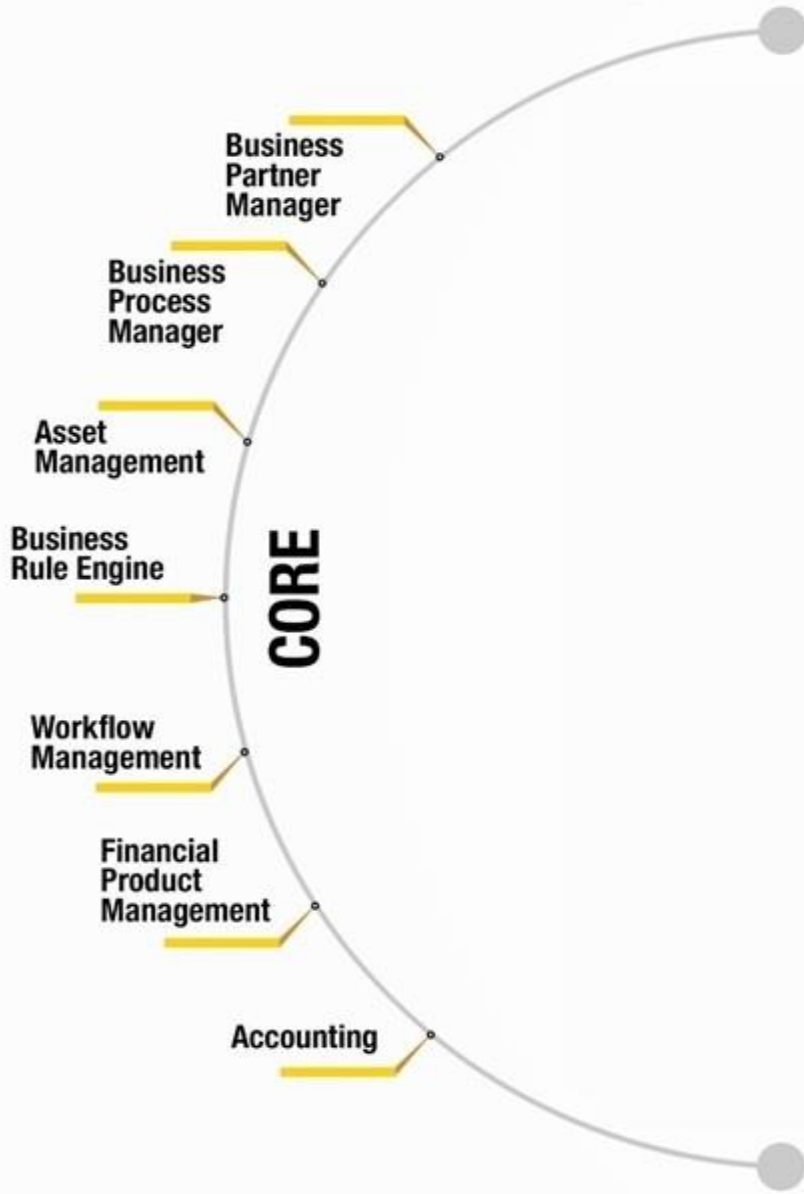 Business
Partner
Manager
Business
Process
Manager
Asset
Management
Business
Rule Engine
CORE
Workflow
Management
Financial
Product
Management
Accounting